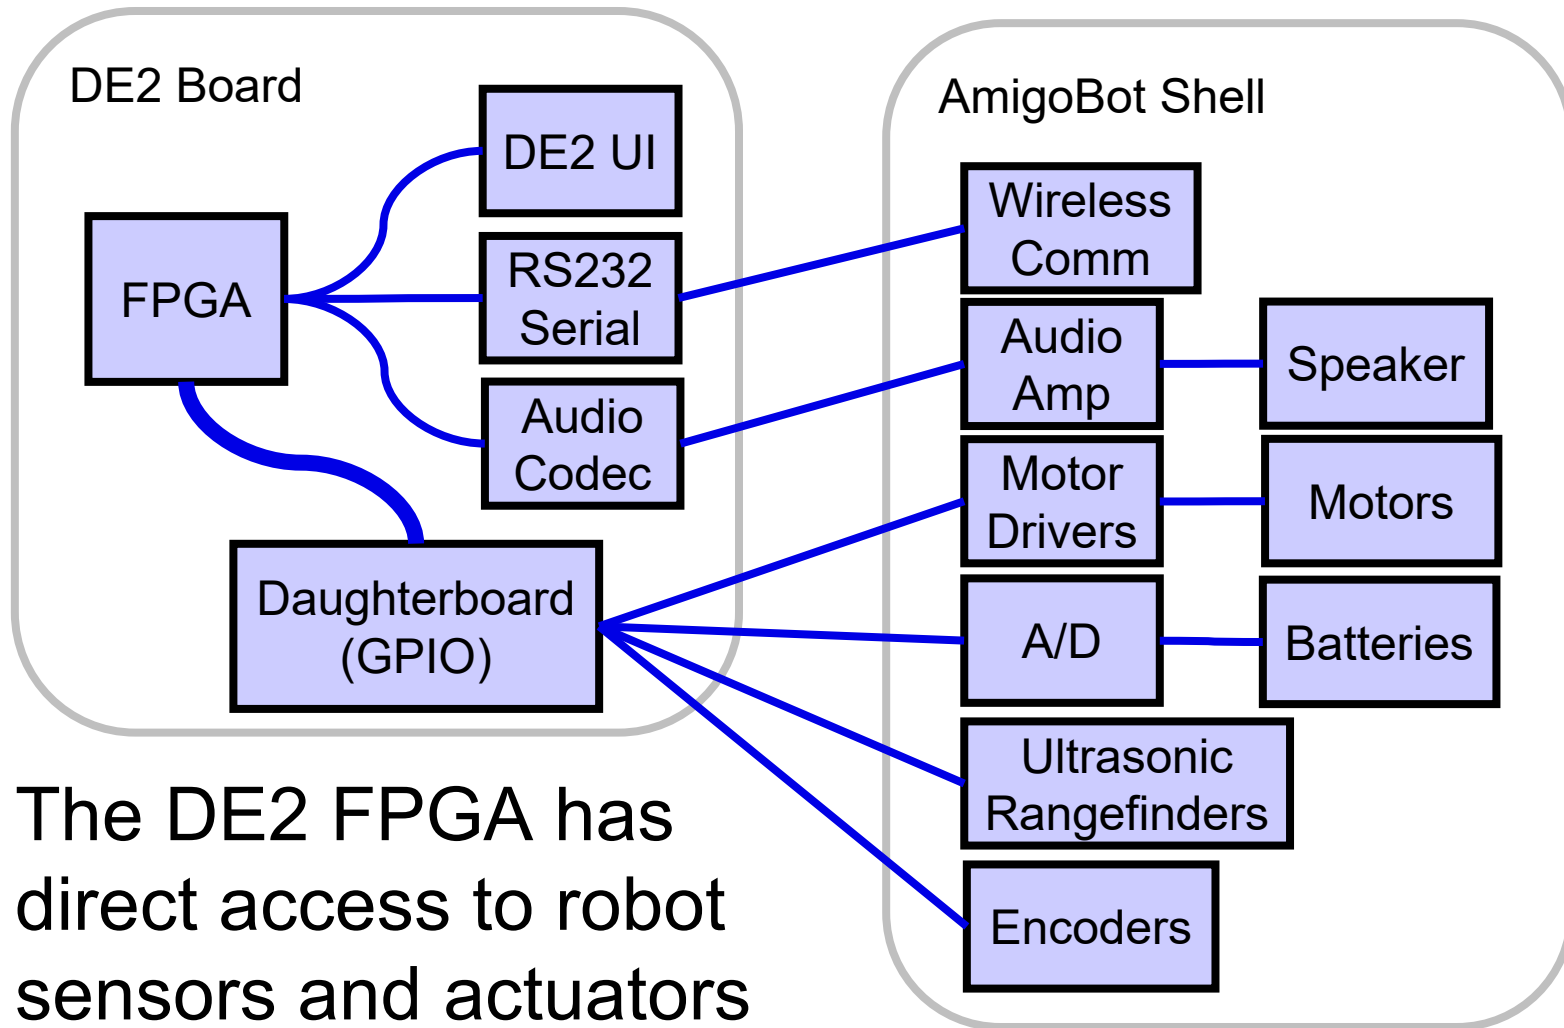 DE2 Board
DE2 UI
FPGA
RS232
Serial
Audio
Codec
Daughterboard
(GPIO)
AmigoBot Shell
Wireless
Comm
Audio
Amp
Speaker
Motor
Drivers
Motors
A/D
Batteries
Ultrasonic
Rangefinders
Encoders
The DE2 FPGA has
direct access to robot
sensors and actuators